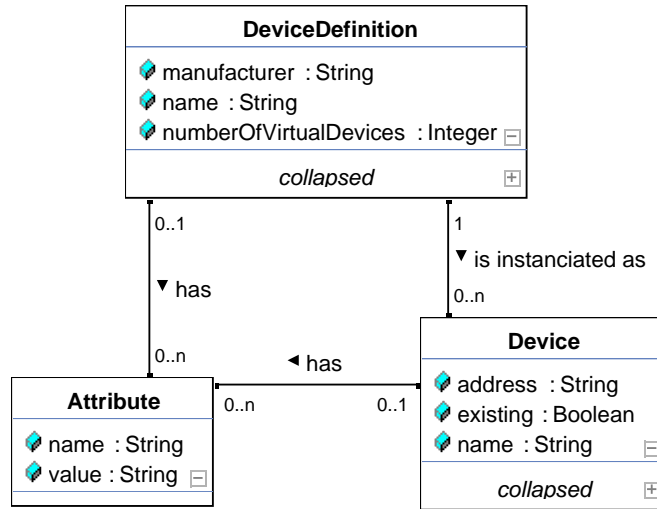 DeviceDefinition
manufacturer : String
name : String
numberOfVirtualDevices : Integer
collapsed
0..1
1
▼ has
▼ is instanciated as
0..n
0..n
◄ has
0..n
0..1
Attribute
name : String
value : String
Device
address : String
existing : Boolean
name : String
collapsed